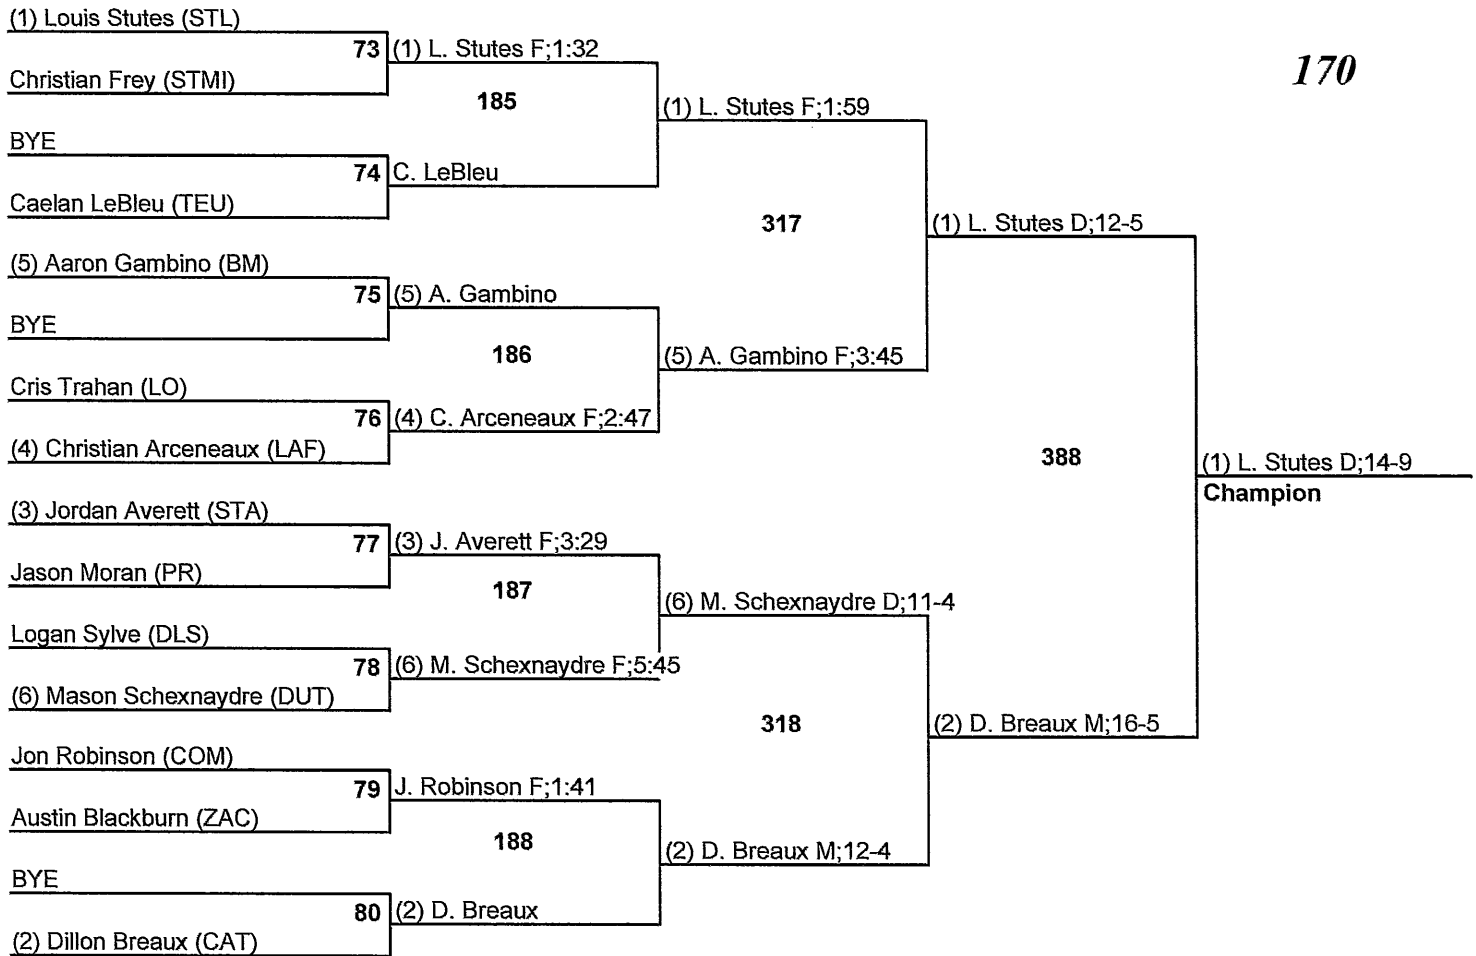 (1) Louis Stutes (STL)
73
(1) L. Stutes F;1:32
170
Christian Frey (STMI)
185
(1) L. Stutes F;1:59
BYE
74
C. LeBleu
Caelan LeBleu (TEU)
317
(1) L. Stutes D;12-5
(5) Aaron Gambino (BM)
75
(5) A. Gambino
BYE
186
(5) A. Gambino F;3:45
Cris Trahan (LO)
76
(4) C. Arceneaux F;2:47
(4) Christian Arceneaux (LAF)
388
(1) L. Stutes D;14-9
Champion
(3) Jordan Averett (STA)
77
(3) J. Averett F;3:29
Jason Moran (PR)
187
(6) M. Schexnaydre D;11-4
Logan Sylve (DLS)
78
(6) M. Schexnaydre F;5:45
(6) Mason Schexnaydre (DUT)
318
(2) D. Breaux M;16-5
Jon Robinson (COM)
79
J. Robinson F;1:41
Austin Blackburn (ZAC)
188
(2) D. Breaux M;12-4
BYE
80
(2) D. Breaux
(2) Dillon Breaux (CAT)